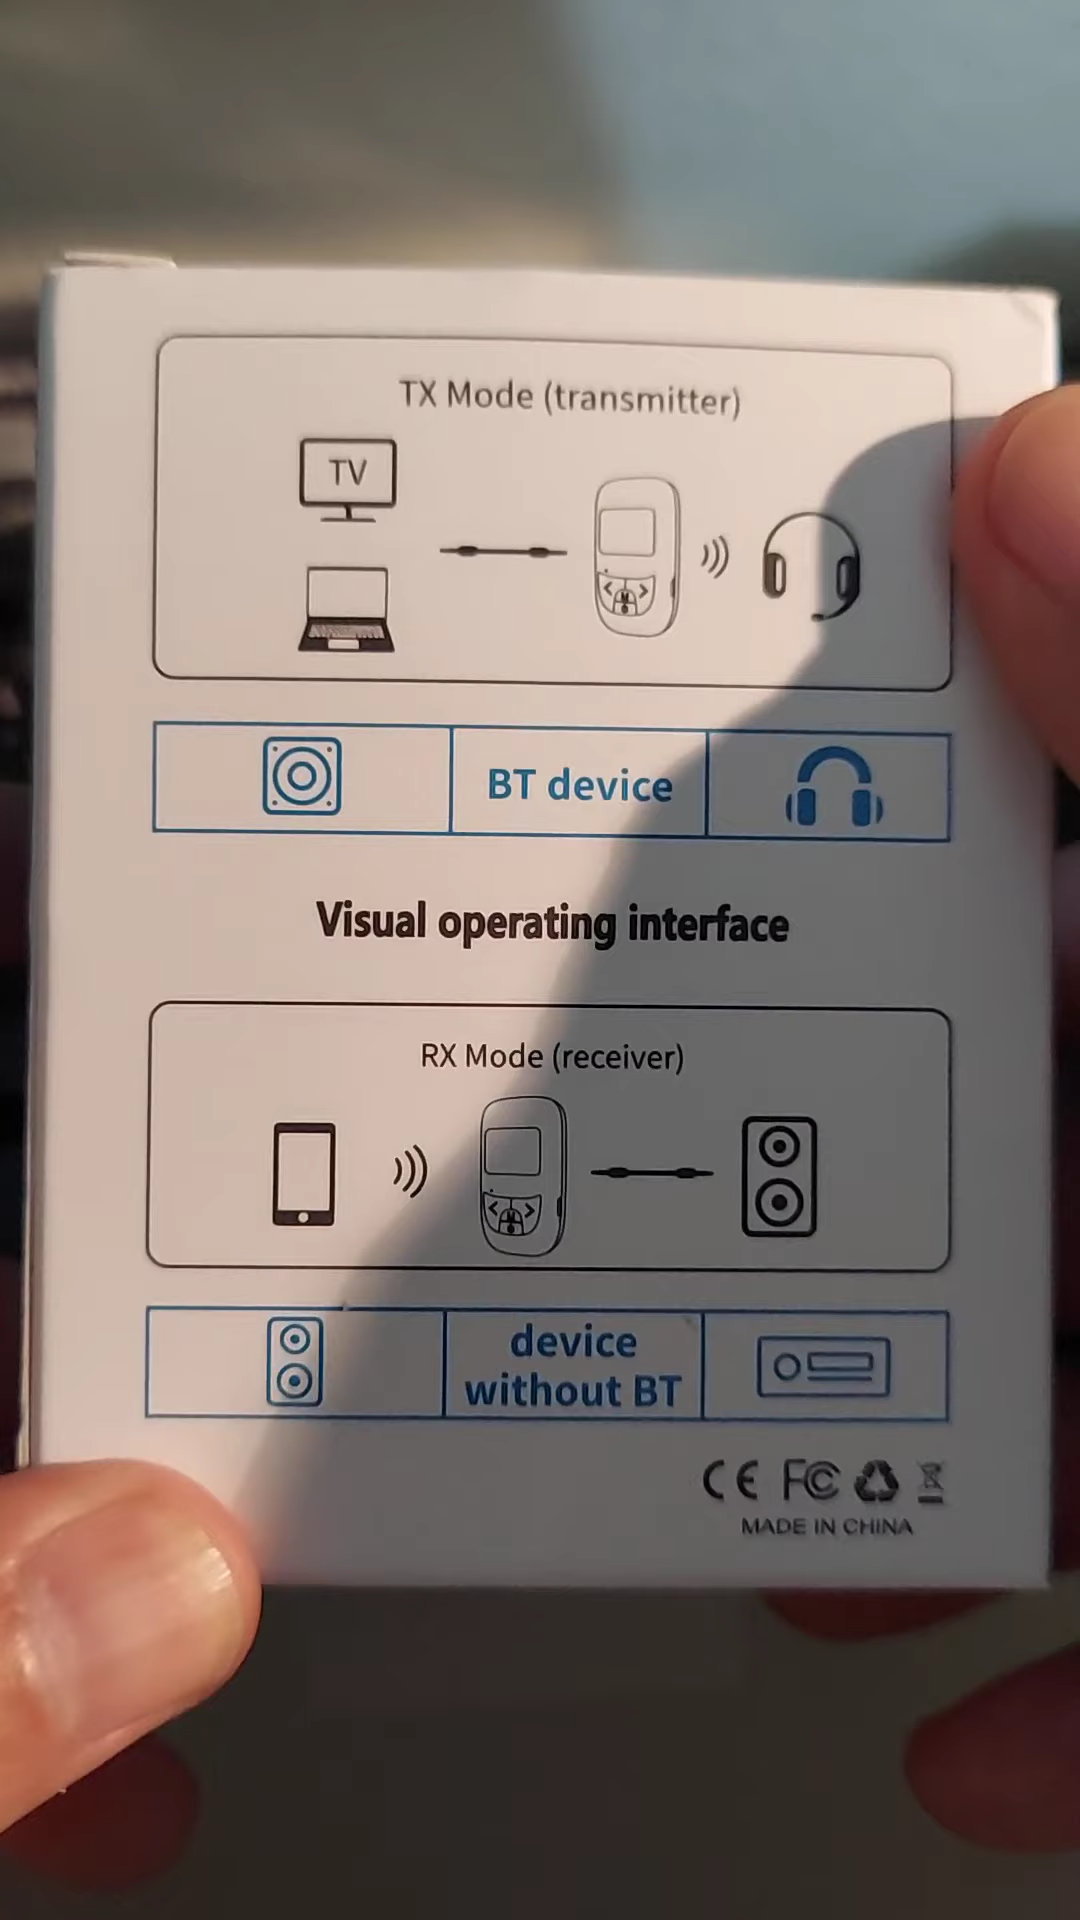 TX Mode (transmitter)
TV
BT device
Visual operating interface
RX Mode (receiver)
device
without BT
CE FC
MADE IN CHINA